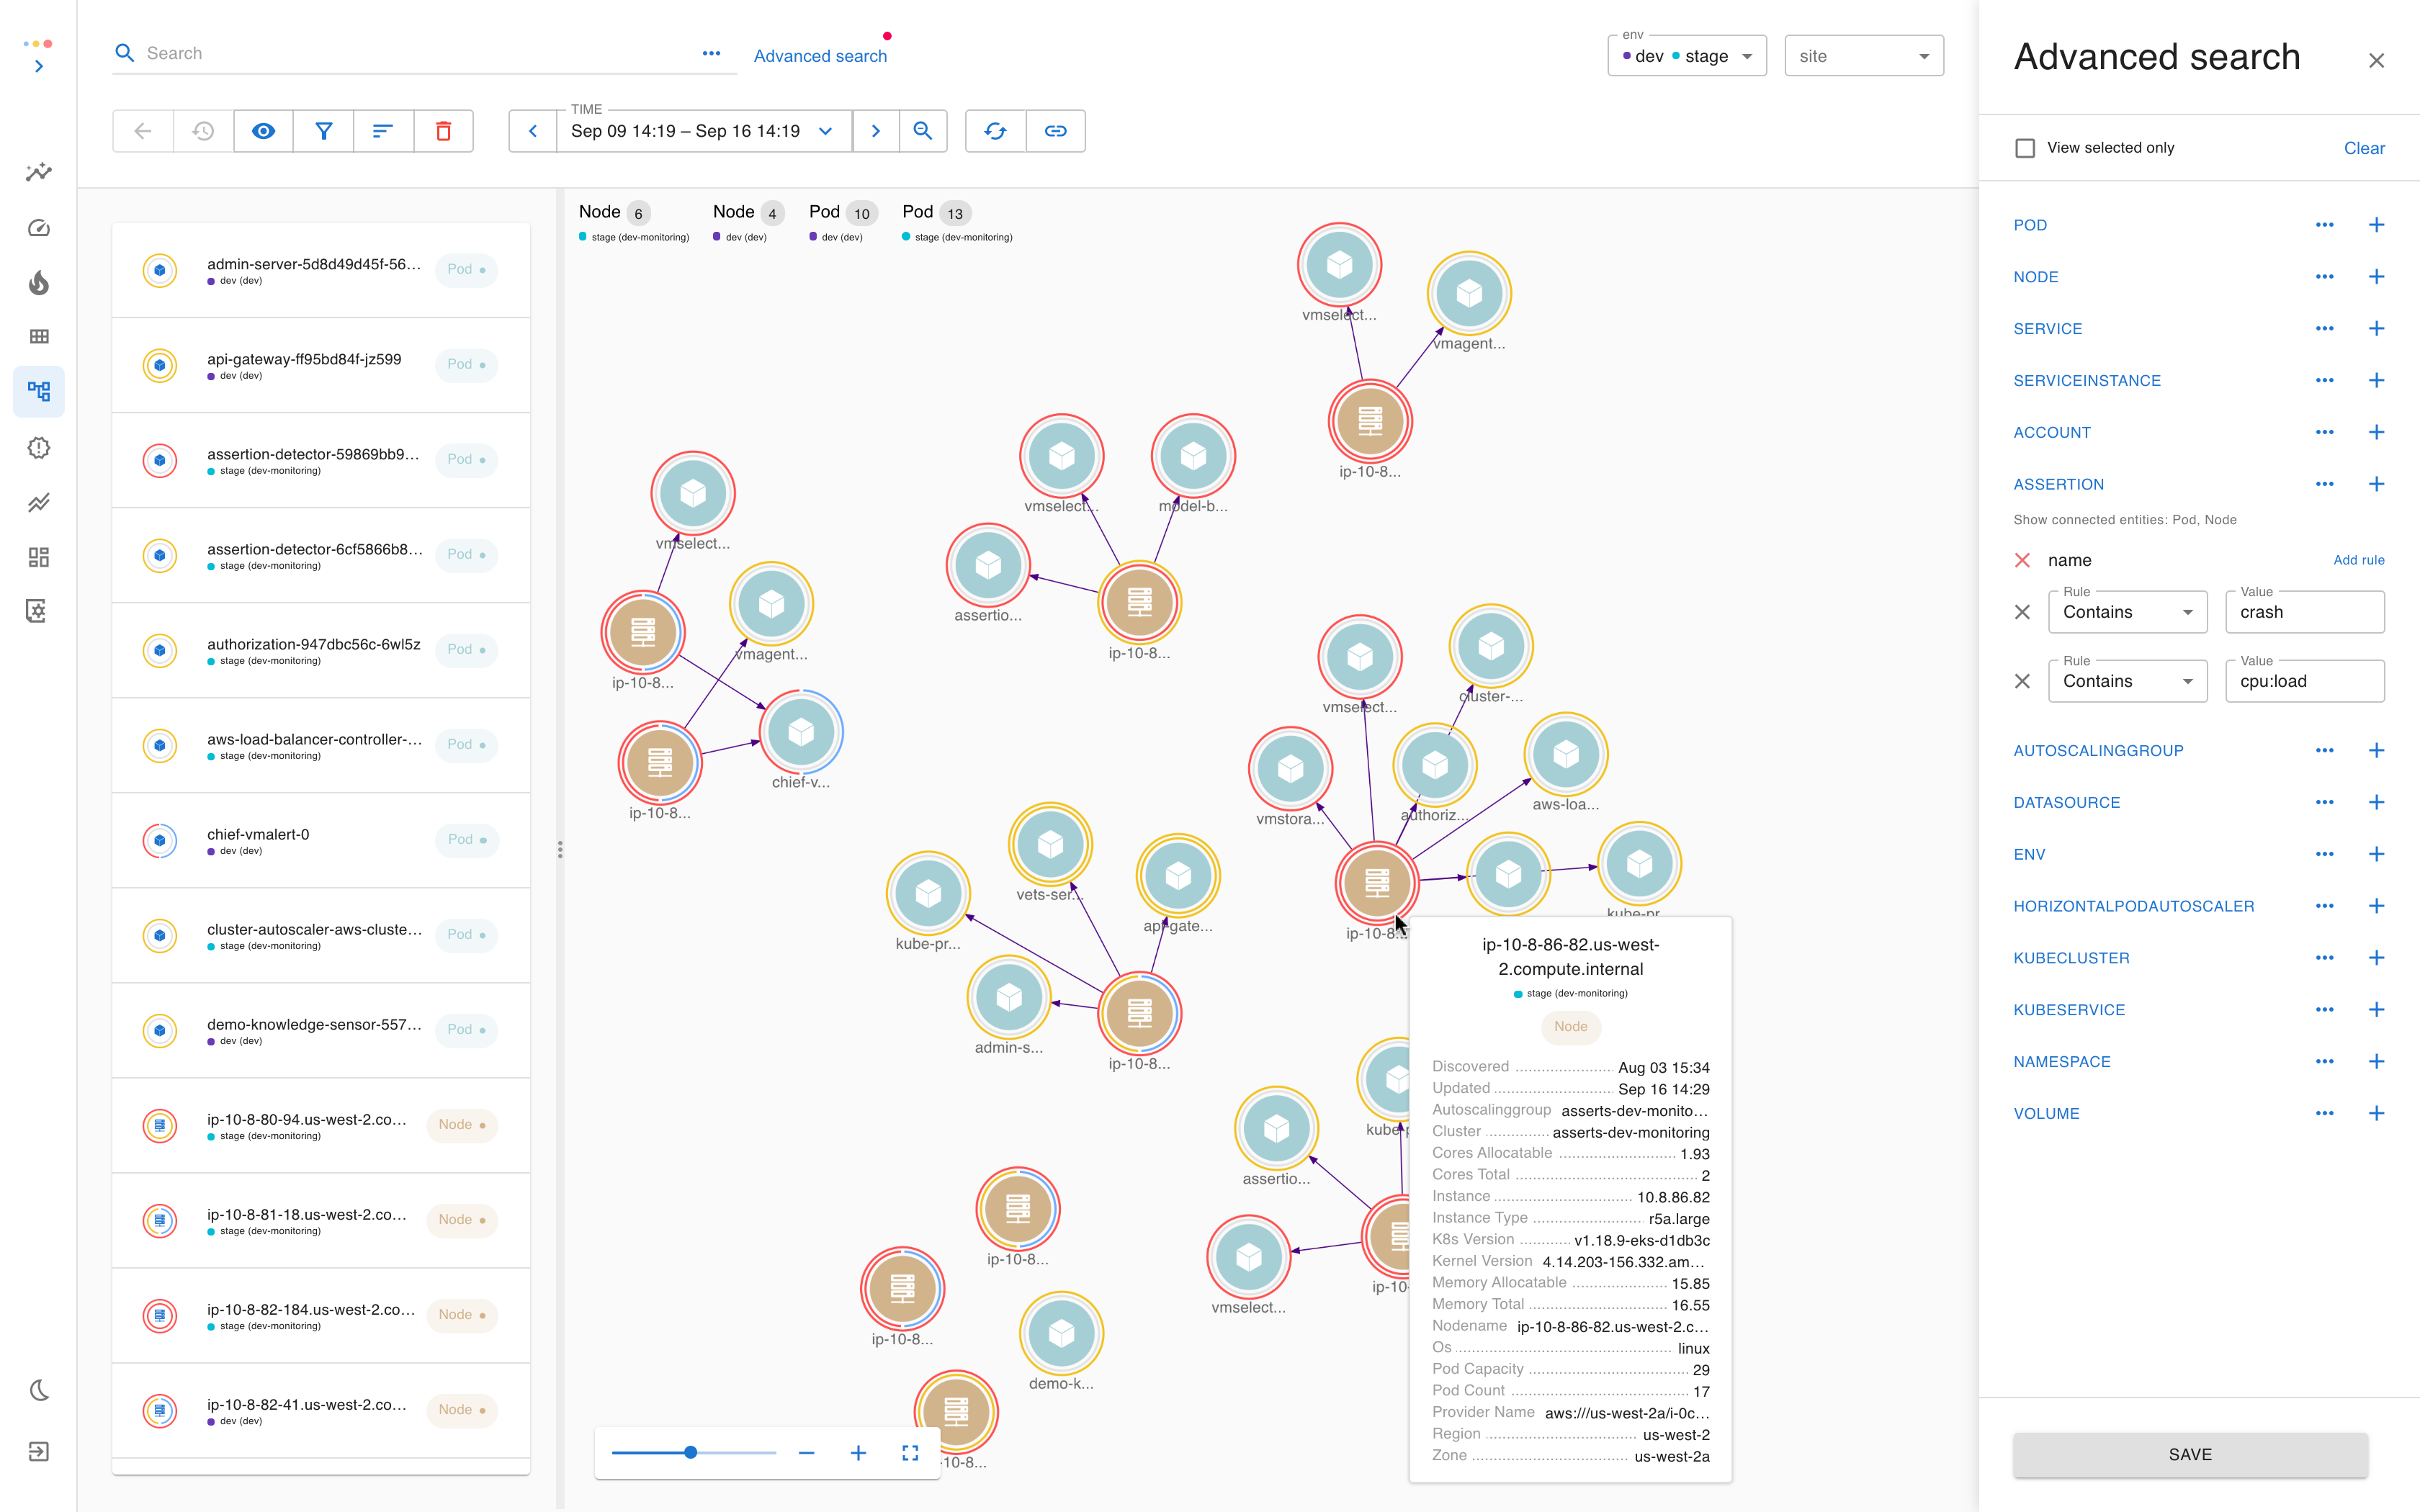 Search
Advanced search
env
dev stage
site
TIME
Sep 09 14:19 – Sep 16 14:19
admin-server-5d8d49d45f-56...
dev (dev)
Pod
api-gateway-ff95bd84f-jz599
dev (dev)
Pod
assertion-detector-59869bb9...
stage (dev-monitoring)
Pod
assertion-detector-6cf5866b8...
stage (dev-monitoring)
Pod
authorization-947dbc56c-6wl5z
stage (dev-monitoring)
Pod
aws-load-balancer-controller-...
stage (dev-monitoring)
Pod
chief-vmalert-0
dev (dev)
Pod
cluster-autoscaler-aws-cluste...
stage (dev-monitoring)
Pod
demo-knowledge-sensor-557...
dev (dev)
Pod
ip-10-8-80-94.us-west-2.co...
stage (dev-monitoring)
Node
ip-10-8-81-18.us-west-2.co...
stage (dev-monitoring)
Node
ip-10-8-82-184.us-west-2.co...
stage (dev-monitoring)
Node
ip-10-8-82-41.us-west-2.co...
dev (dev)
Node
Node 6
stage (dev-monitoring)
Node 4
dev (dev)
Pod 10
dev (dev)
Pod 13
stage (dev-monitoring)
vmselect...
vmagent...
ip-10-8...
vmselect...
model-b...
assertio...
ip-10-8...
vmselect...
vmagent...
ip-10-8...
chief-v...
ip-10-8...
vmselect...
cluster-...
vmstora...
authoriz...
aws-loa...
ip-10-8...
kube-pr
vets-ser...
api-gate...
kube-pr...
admin-s...
ip-10-8...
kube-p
assertio...
vmselect...
ip-10-
ip-10-8...
ip-10-8...
demo-k...
-10-8...
ip-10-8-86-82.us-west-
2.compute.internal
stage (dev-monitoring)
Node
Discovered Aug 03 15:34
Updated Sep 16 14:29
Autoscalinggroup asserts-dev-monito...
Cluster asserts-dev-monitoring
Cores Allocatable 1.93
Cores Total 2
Instance 10.8.86.82
Instance Type r5a.large
K8s Version v1.18.9-eks-d1db3c
Kernel Version 4.14.203-156.332.am...
Memory Allocatable 15.85
Memory Total 16.55
Nodename ip-10-8-86-82.us-west-2.c...
Os linux
Pod Capacity 29
Pod Count 17
Provider Name aws:///us-west-2a/i-0c...
Region us-west-2
Zone us-west-2a
Advanced search
View selected only
Clear
POD
NODE
SERVICE
SERVICEINSTANCE
ACCOUNT
ASSERTION
Show connected entities: Pod, Node
name
Add rule
Rule
Contains
Value
crash
Rule
Contains
Value
cpu:load
AUTOSCALINGGROUP
DATASOURCE
ENV
HORIZONTALPODAUTOSCALER
KUBECLUSTER
KUBESERVICE
NAMESPACE
VOLUME
SAVE